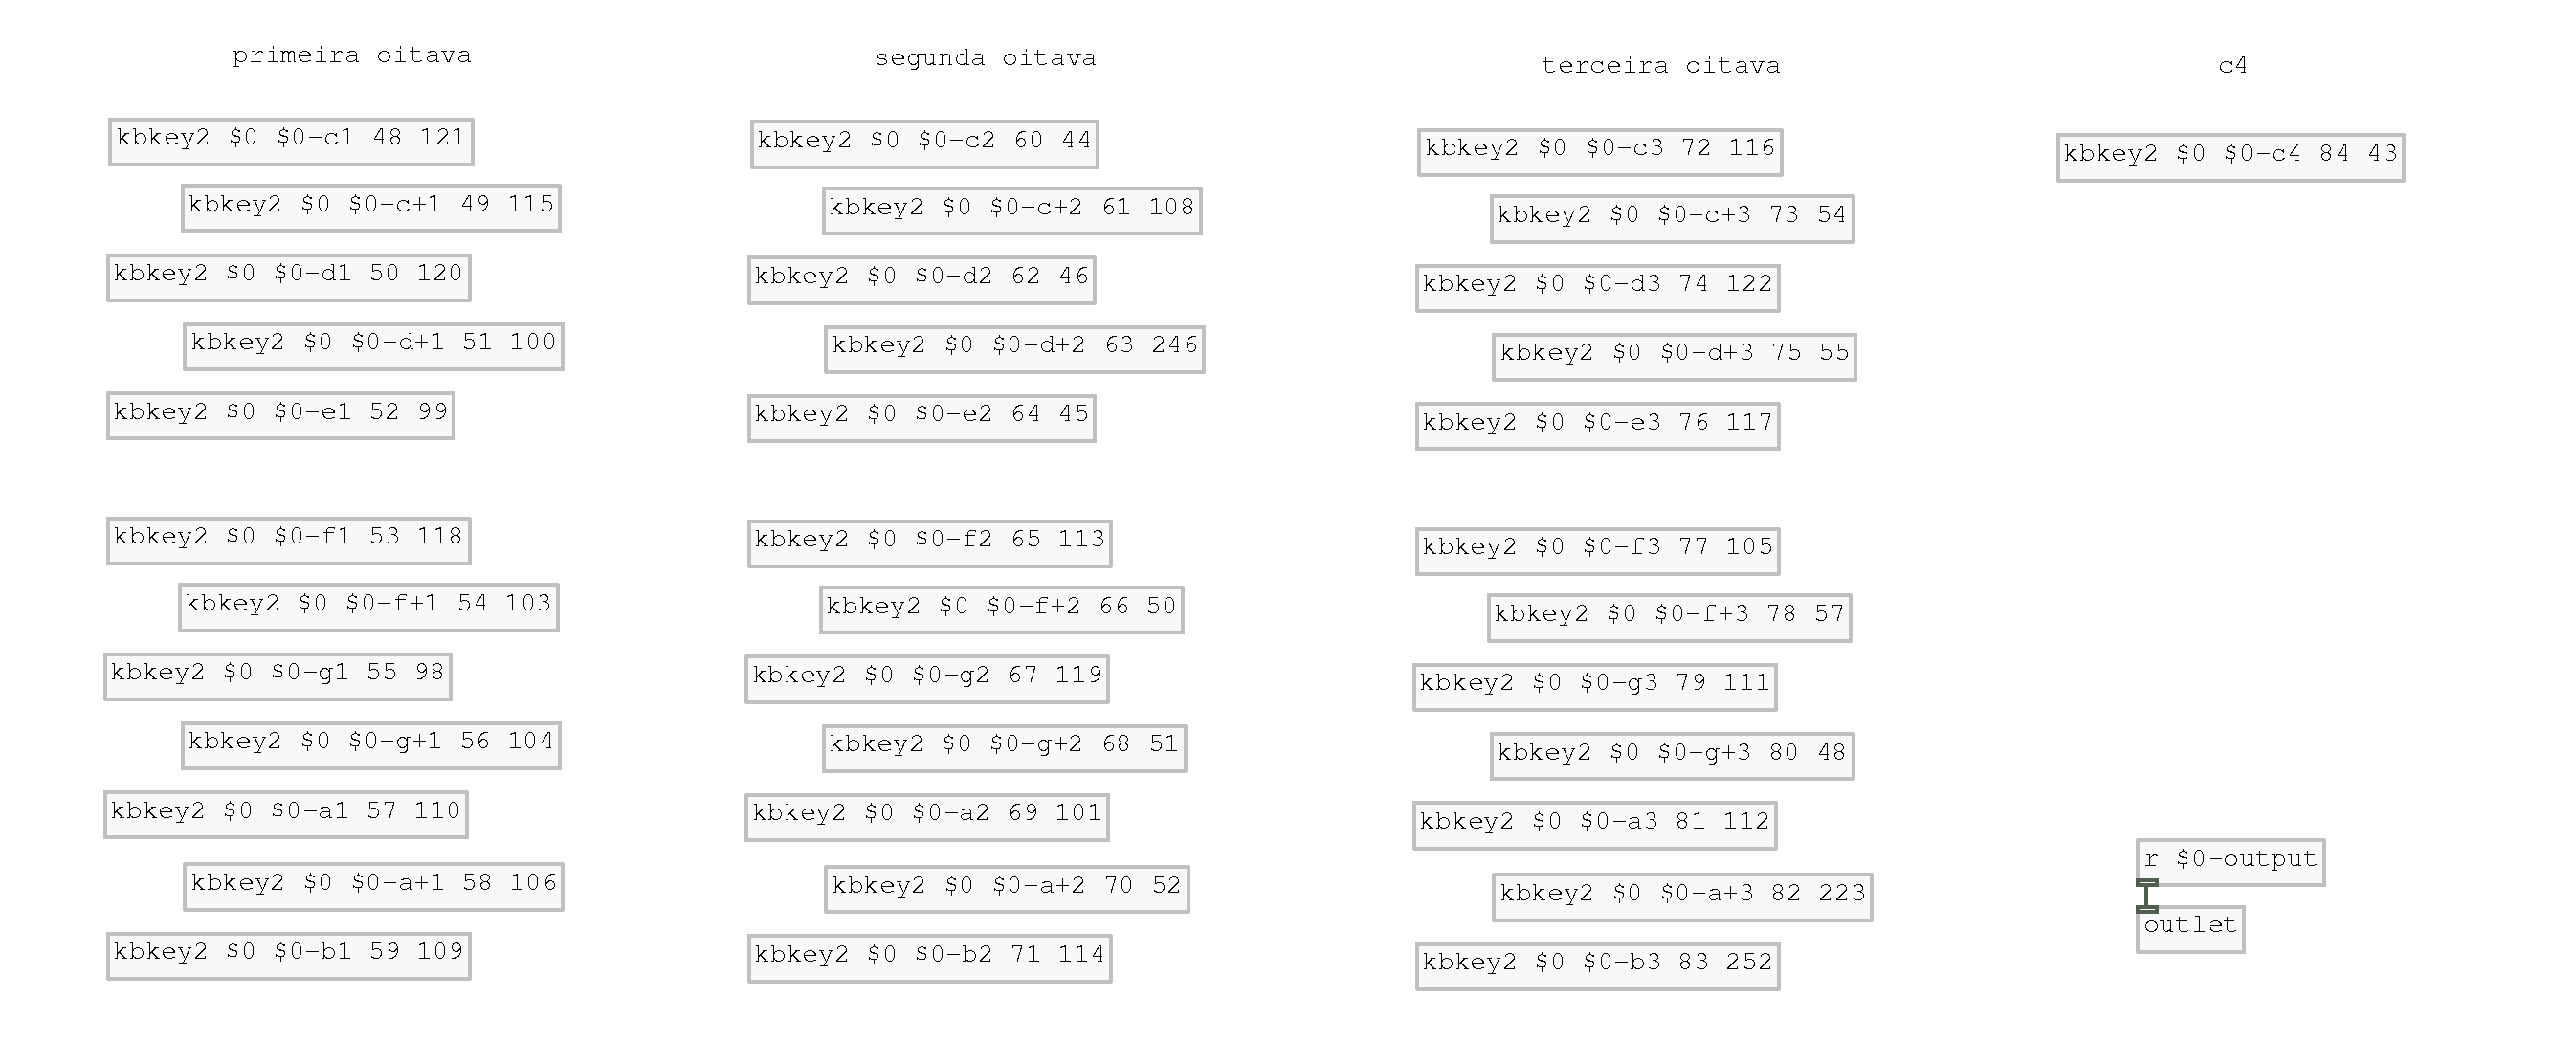 primeira oitava
kbkey2 $0 $0-c1 48 121
kbkey2 $0 $0-c+1 49 115
kbkey2 $0 $0-d1 50 120
kbkey2 $0 $0-d+1 51 100
kbkey2 $0 $0-e1 52 99
kbkey2 $0 $0-f1 53 118
kbkey2 $0 $0-f+1 54 103
kbkey2 $0 $0-g1 55 98
kbkey2 $0 $0-g+1 56 104
kbkey2 $0 $0-a1 57 110
kbkey2 $0 $0-a+1 58 106
kbkey2 $0 $0-b1 59 109
segunda oitava
kbkey2 $0 $0-c2 60 44
kbkey2 $0 $0-c+2 61 108
kbkey2 $0 $0-d2 62 46
kbkey2 $0 $0-d+2 63 246
kbkey2 $0 $0-e2 64 45
kbkey2 $0 $0-f2 65 113
kbkey2 $0 $0-f+2 66 50
kbkey2 $0 $0-g2 67 119
kbkey2 $0 $0-g+2 68 51
kbkey2 $0 $0-a2 69 101
kbkey2 $0 $0-a+2 70 52
kbkey2 $0 $0-b2 71 114
terceira oitava
kbkey2 $0 $0-c3 72 116
kbkey2 $0 $0-c+3 73 54
kbkey2 $0 $0-d3 74 122
kbkey2 $0 $0-d+3 75 55
kbkey2 $0 $0-e3 76 117
kbkey2 $0 $0-f3 77 105
kbkey2 $0 $0-f+3 78 57
kbkey2 $0 $0-g3 79 111
kbkey2 $0 $0-g+3 80 48
kbkey2 $0 $0-a3 81 112
kbkey2 $0 $0-a+3 82 223
kbkey2 $0 $0-b3 83 252
c4
kbkey2 $0 $0-c4 84 43
r $0-output
outlet